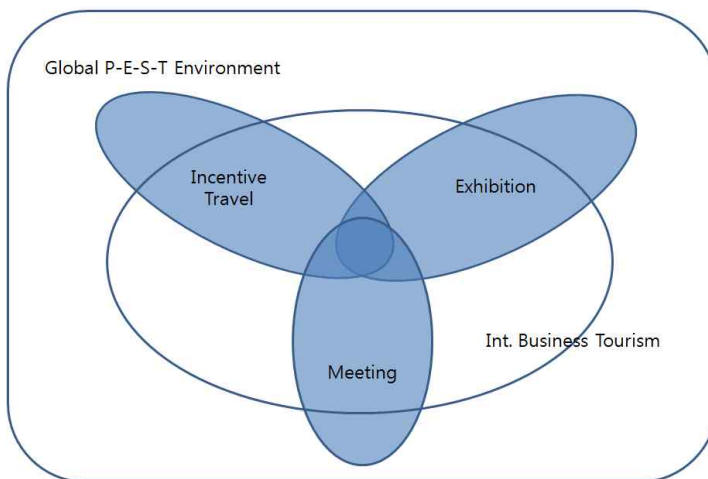 Global P-E-S-T Environment
Incentive
Travel
Exhibition
Int. Business Tourism
Meeting